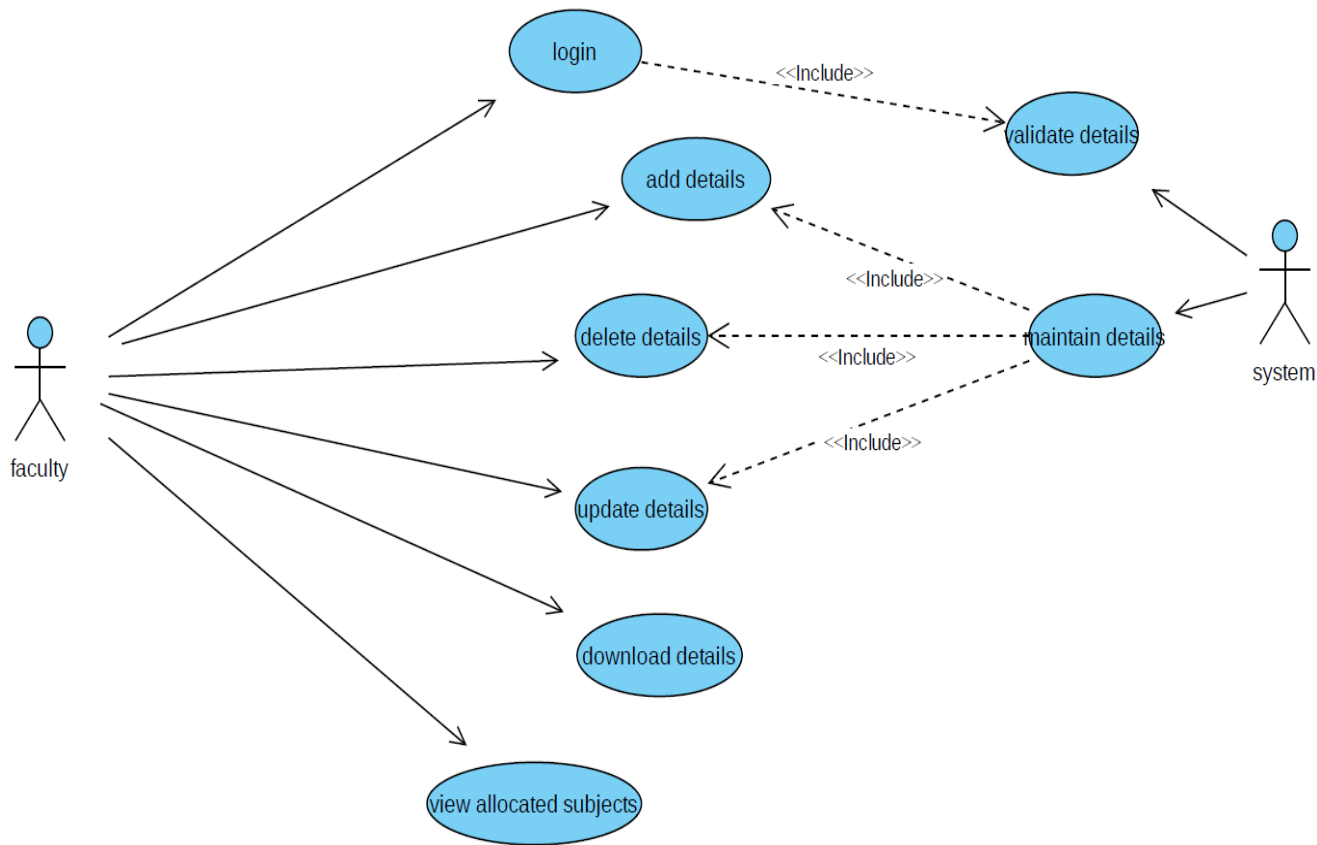 login
<<Include>>
validate details
add details
<<Include>>
delete details
<<Include>>
maintain details
system
<<Include>>
faculty
update details
download details
view allocated subjects